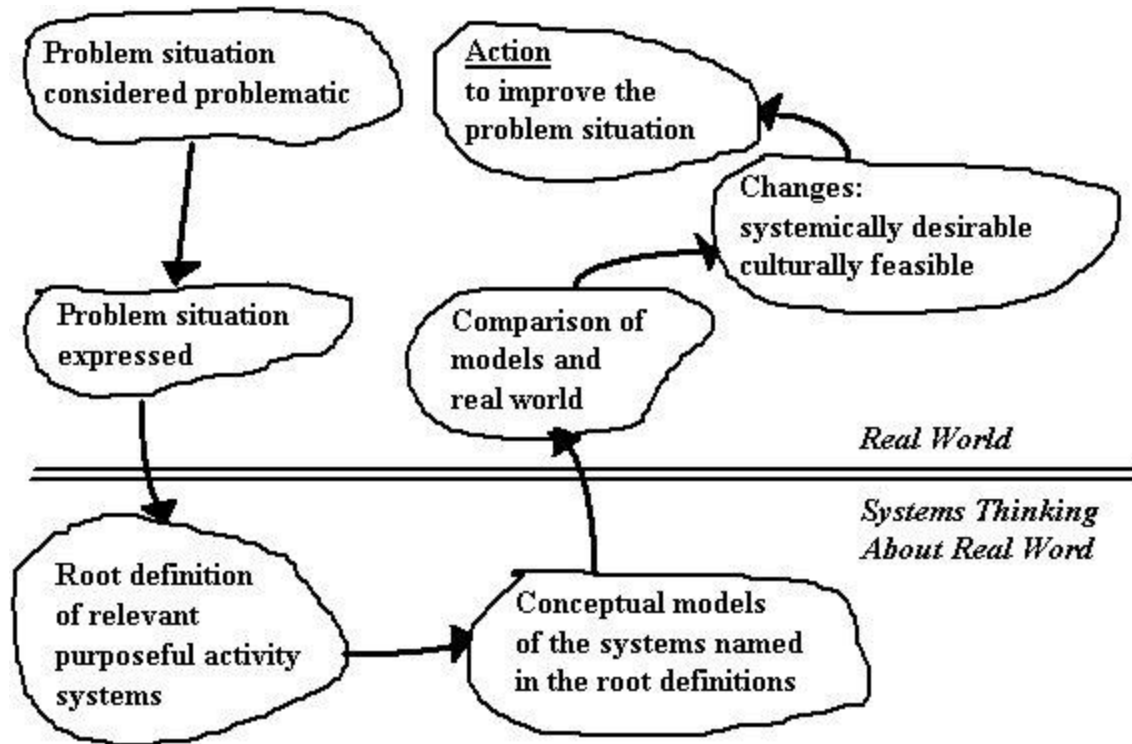 Problem situation
considered problematic
Action
to improve the
problem situation
Changes:
systemically desirable
culturally feasible
Problem situation
expressed
Comparison of
models and
real world
Real World
Systems Thinking
About Real Word
Root definition
of relevant
purposeful activity
systems
Conceptual models
of the systems named
in the root definitions